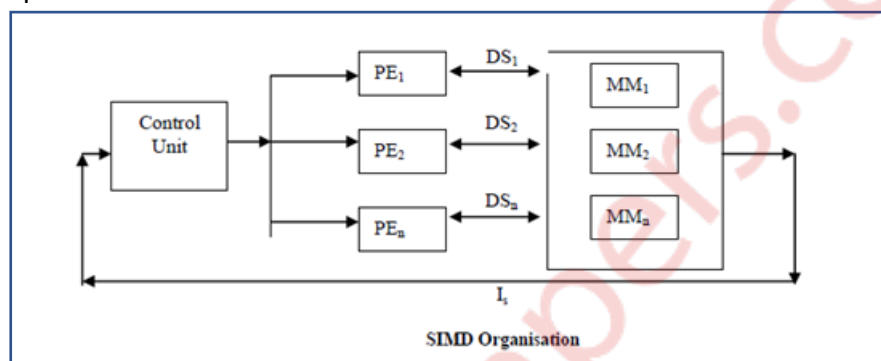 PE₁ DS₁ MM₁
Control
Unit
PE₂ DS₂ MM₂
PEₙ DSₙ MMₙ
Iₛ
SIMD Organisation